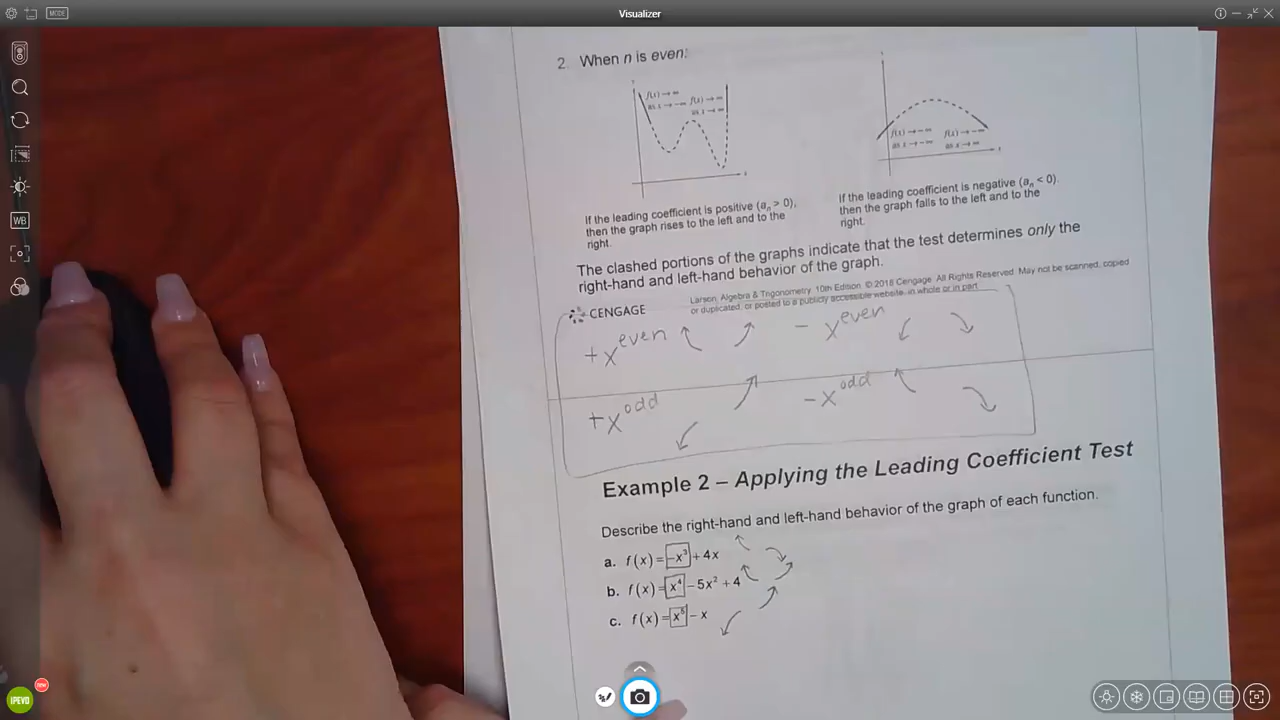 MODE
Visualizer
WB
2. When n is even:
f(x) → ∞
as x → −∞
f(x) → ∞
as x → ∞
f(x) → −∞
as x → −∞
f(x) → −∞
as x → ∞
If the leading coefficient is positive (aₙ > 0),
then the graph rises to the left and to the
right.
If the leading coefficient is negative (aₙ < 0).
then the graph falls to the left and to the
right.
The clashed portions of the graphs indicate that the test determines only the
right-hand and left-hand behavior of the graph.
CENGAGE
Larson, Algebra & Trigonometry, 10th Edition. © 2018 Cengage. All Rights Reserved. May not be scanned, copied
or duplicated, or posted to a publicly accessible website, in whole or in part.
+x^even ↖ ↗ − x^even ↙ ↘
+x^odd ↙ ↗ −x^odd ↖ ↘
Example 2 – Applying the Leading Coefficient Test
Describe the right-hand and left-hand behavior of the graph of each function.
a. f(x) = −x³ + 4x ↖ ↘
b. f(x) = x⁴ − 5x² + 4 ↖ ↗
c. f(x) = x⁵ − x ↙ ↗
IPEVO
new